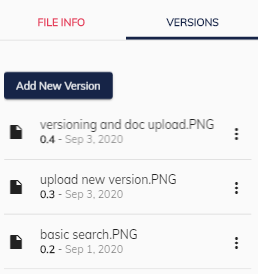 FILE INFO VERSIONS
Add New Version
versioning and doc upload.PNG
0.4 - Sep 3, 2020
upload new version.PNG
0.3 - Sep 3, 2020
basic search.PNG
0.2 - Sep 1, 2020